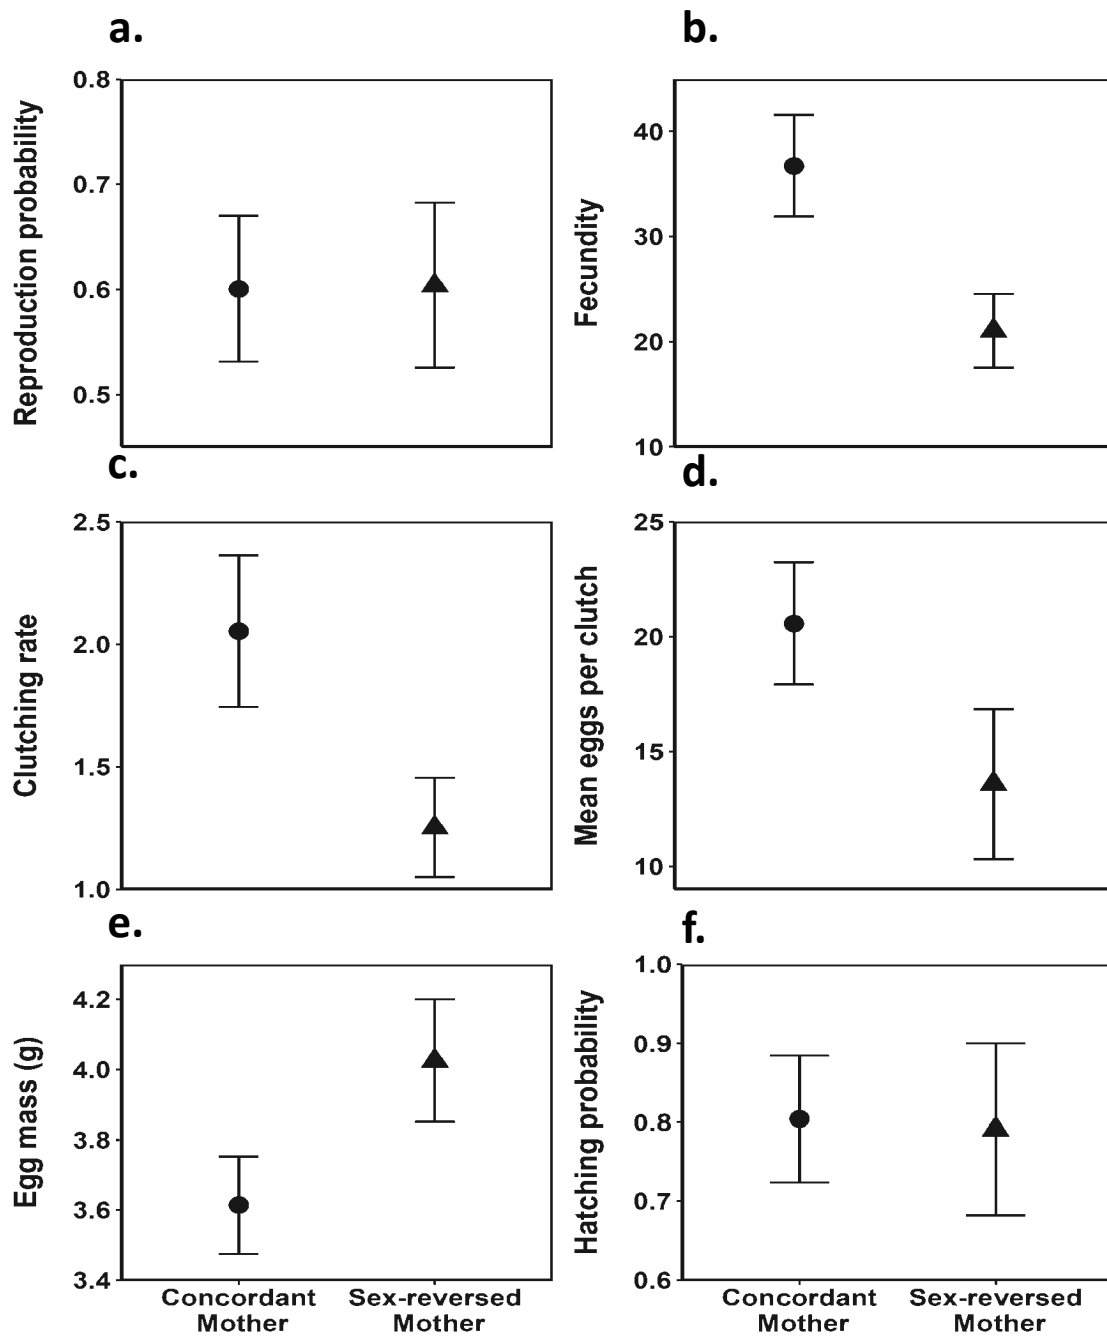 a.
Reproduction probability
0.8
0.7
0.6
0.5
b.
Fecundity
40
30
20
10
c.
Clutching rate
2.5
2.0
1.5
1.0
d.
Mean eggs per clutch
25
20
15
10
e.
Egg mass (g)
4.2
4.0
3.8
3.6
3.4
Concordant
Mother
Sex-reversed
Mother
f.
Hatching probability
1.0
0.9
0.8
0.7
0.6
Concordant
Mother
Sex-reversed
Mother